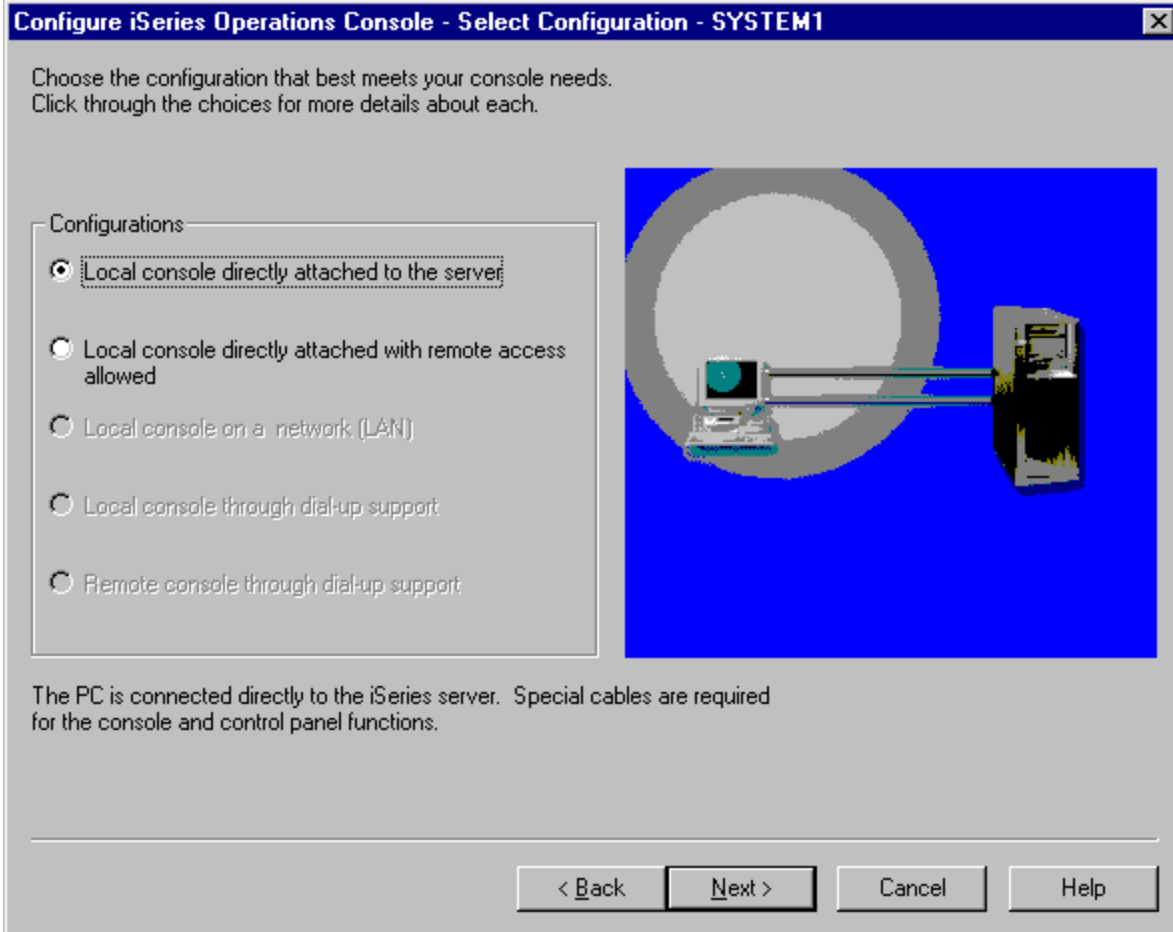 Configure iSeries Operations Console - Select Configuration - SYSTEM1
Choose the configuration that best meets your console needs.
Click through the choices for more details about each.
Configurations
Local console directly attached to the server
Local console directly attached with remote access
allowed
Local console on a network (LAN)
Local console through dial-up support
Remote console through dial-up support
The PC is connected directly to the iSeries server. Special cables are required
for the console and control panel functions.
< Back Next > Cancel Help